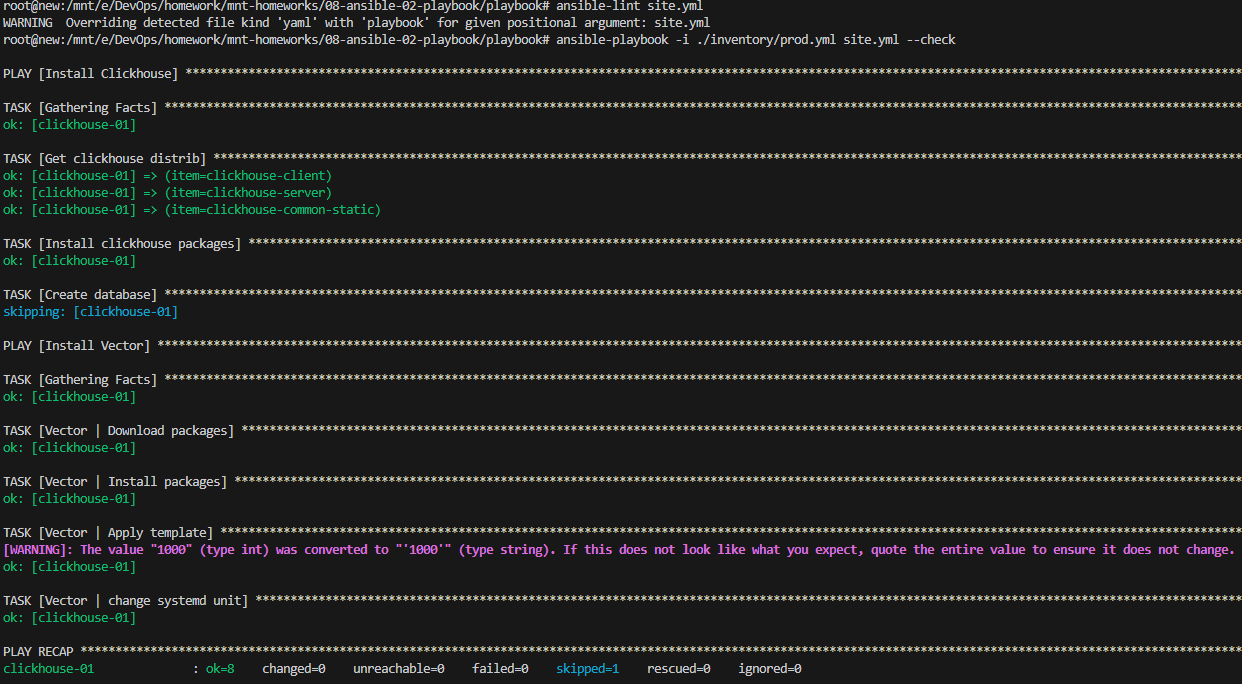 root@new:/mnt/e/DevOps/homework/mnt-homeworks/08-ansible-02-playbook/playbook# ansible-lint site.yml
WARNING  Overriding detected file kind 'yaml' with 'playbook' for given positional argument: site.yml
root@new:/mnt/e/DevOps/homework/mnt-homeworks/08-ansible-02-playbook/playbook# ansible-playbook -i ./inventory/prod.yml site.yml --check
PLAY [Install Clickhouse] ******************************************************************************************************************************************************
TASK [Gathering Facts] *********************************************************************************************************************************************************
ok: [clickhouse-01]
TASK [Get clickhouse distrib] **************************************************************************************************************************************************
ok: [clickhouse-01] => (item=clickhouse-client)
ok: [clickhouse-01] => (item=clickhouse-server)
ok: [clickhouse-01] => (item=clickhouse-common-static)
TASK [Install clickhouse packages] *********************************************************************************************************************************************
ok: [clickhouse-01]
TASK [Create database] *********************************************************************************************************************************************************
skipping: [clickhouse-01]
PLAY [Install Vector] **********************************************************************************************************************************************************
TASK [Gathering Facts] *********************************************************************************************************************************************************
ok: [clickhouse-01]
TASK [Vector | Download packages] **********************************************************************************************************************************************
ok: [clickhouse-01]
TASK [Vector | Install packages] ***********************************************************************************************************************************************
ok: [clickhouse-01]
TASK [Vector | Apply template] *************************************************************************************************************************************************
[WARNING]: The value "1000" (type int) was converted to "'1000'" (type string). If this does not look like what you expect, quote the entire value to ensure it does not change.
ok: [clickhouse-01]
TASK [Vector | change systemd unit] ********************************************************************************************************************************************
ok: [clickhouse-01]
PLAY RECAP *********************************************************************************************************************************************************************
clickhouse-01              : ok=8    changed=0    unreachable=0    failed=0    skipped=1    rescued=0    ignored=0